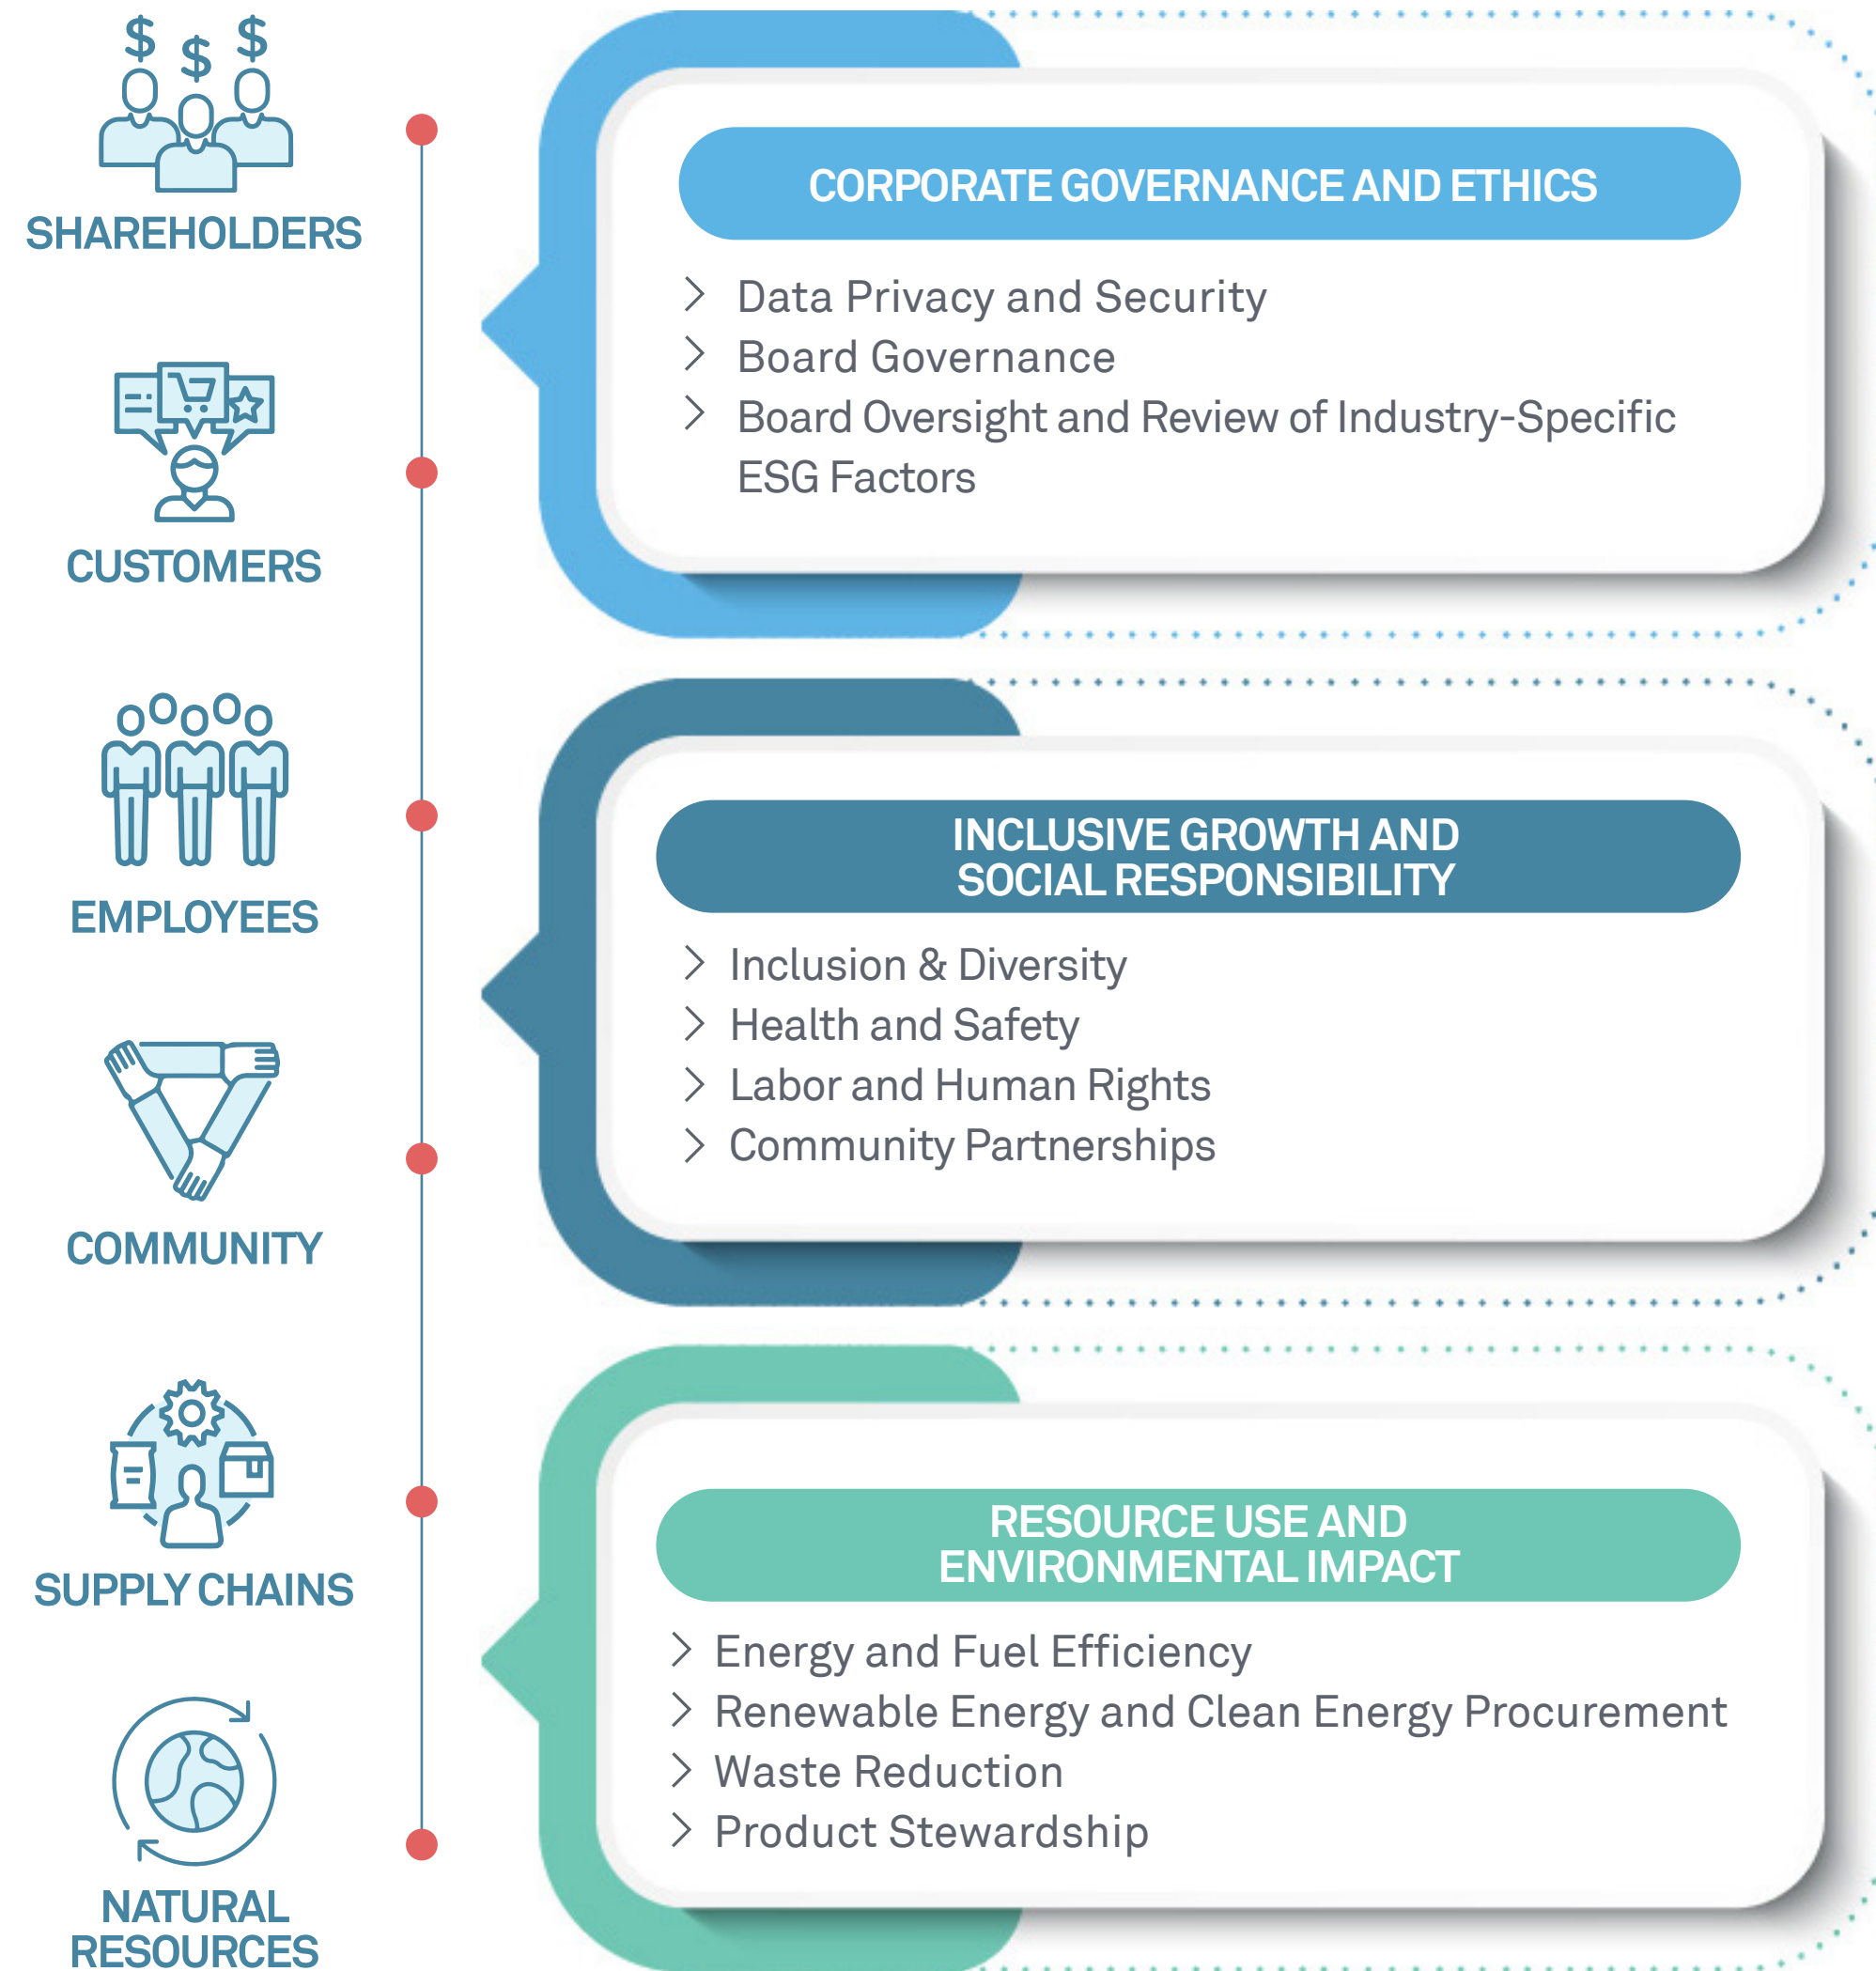 $ $ $
SHAREHOLDERS
CUSTOMERS
EMPLOYEES
COMMUNITY
SUPPLY CHAINS
NATURAL
RESOURCES
CORPORATE GOVERNANCE AND ETHICS
> Data Privacy and Security
> Board Governance
> Board Oversight and Review of Industry-Specific
ESG Factors
INCLUSIVE GROWTH AND
SOCIAL RESPONSIBILITY
> Inclusion & Diversity
> Health and Safety
> Labor and Human Rights
> Community Partnerships
RESOURCE USE AND
ENVIRONMENTAL IMPACT
> Energy and Fuel Efficiency
> Renewable Energy and Clean Energy Procurement
> Waste Reduction
> Product Stewardship